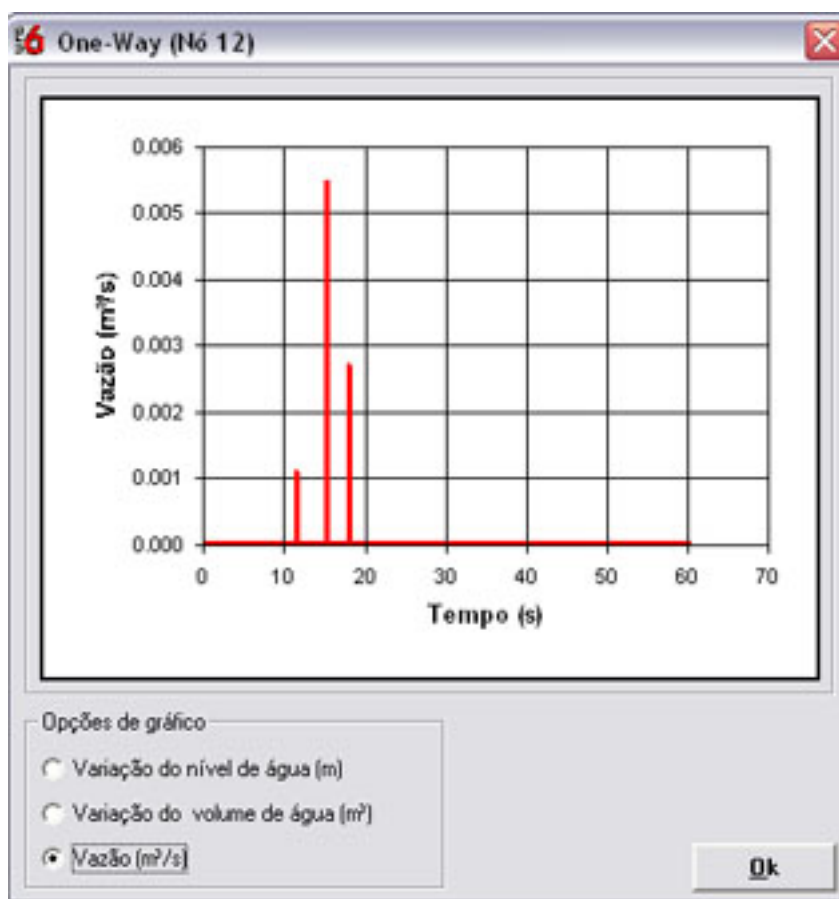 One-Way (Nó 12)
0.006
0.005
0.004
0.003
0.002
0.001
0.000
Vazão (m³/s)
0 10 20 30 40 50 60 70
Tempo (s)
Opções de gráfico
Variação do nível de água (m)
Variação do volume de água (m³)
Vazão (m³/s)
Ok